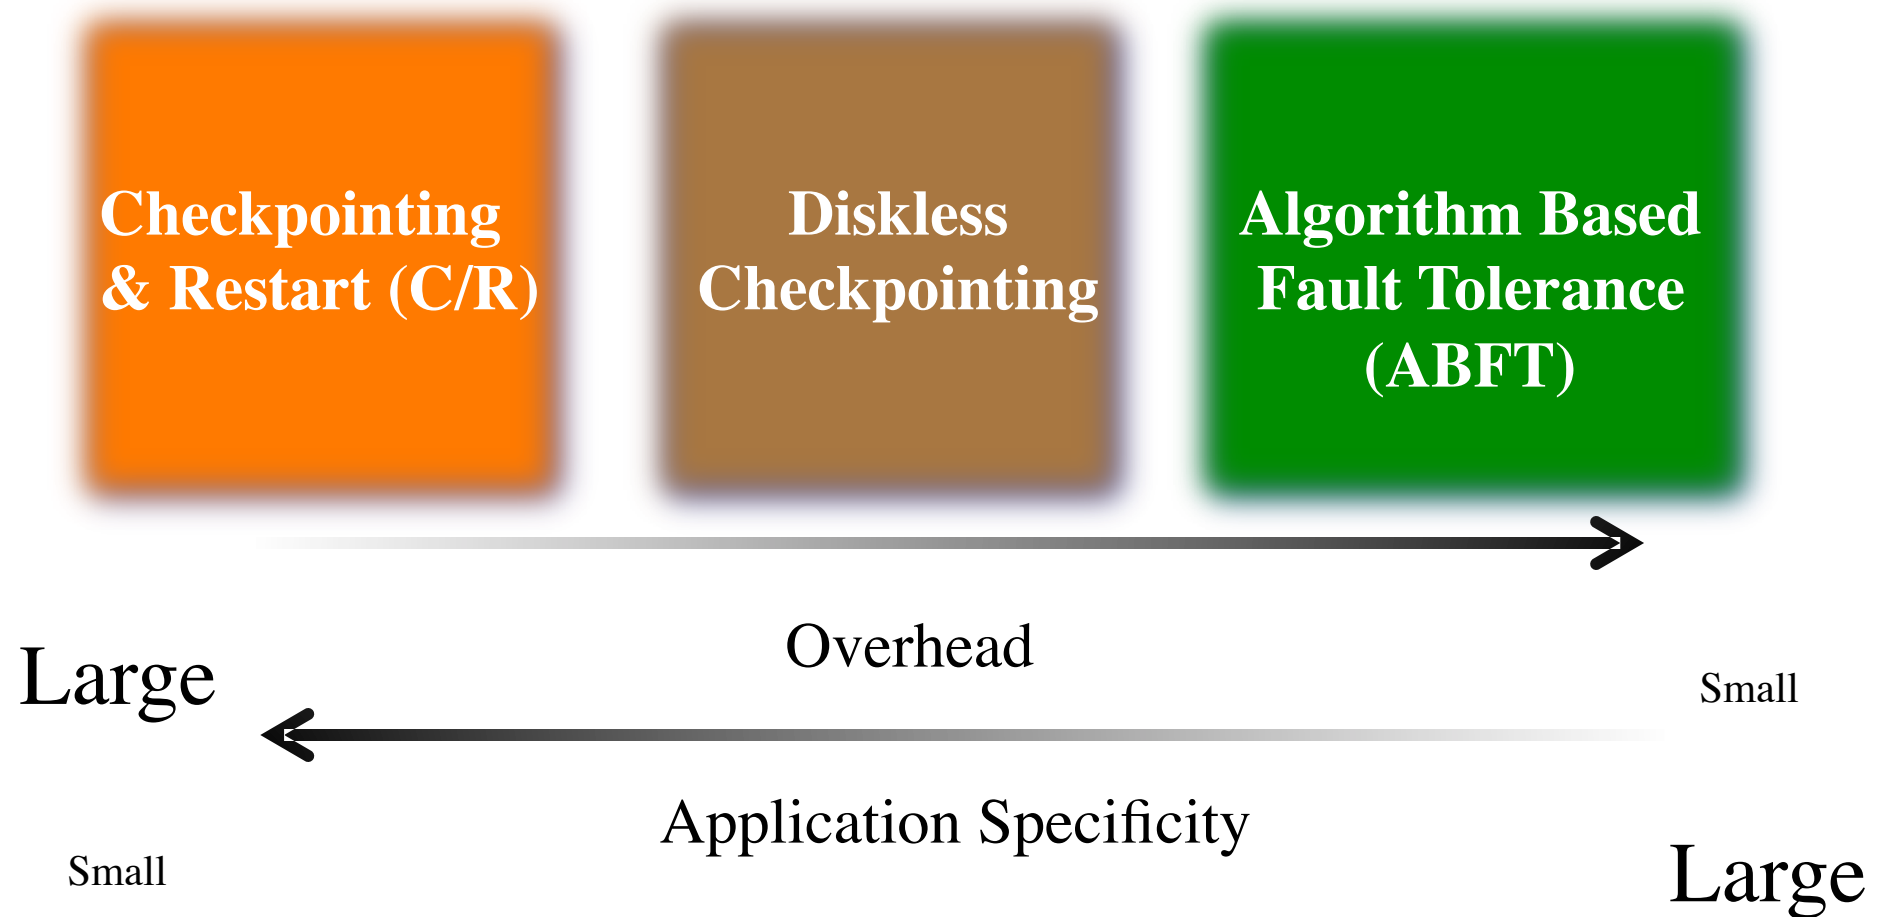 Checkpointing
& Restart (C/R)
Diskless
Checkpointing
Algorithm Based
Fault Tolerance
(ABFT)
Overhead
Large
Small
Application Specificity
Small
Large